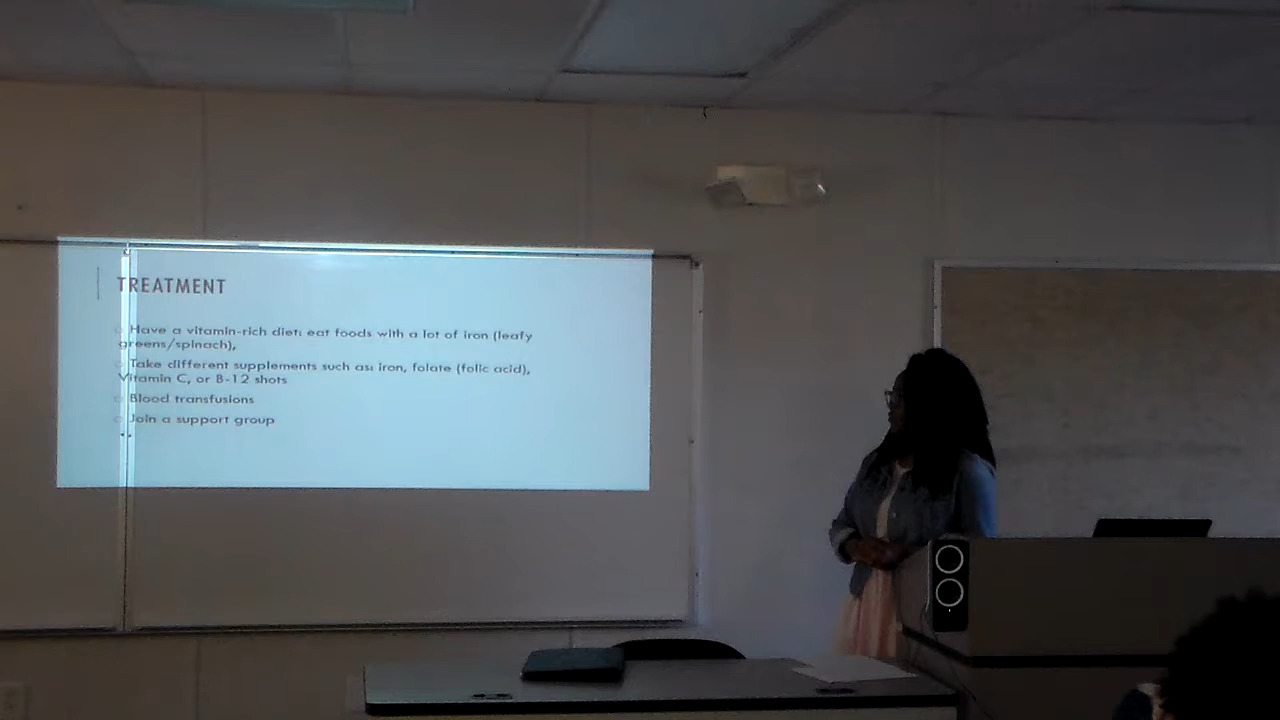 TREATMENT
Have a vitamin-rich diet: eat foods with a lot of iron (leafy
greens/spinach),
Take different supplements such as: iron, folate (folic acid),
Vitamin C, or B-12 shots
Blood transfusions
Join a support group